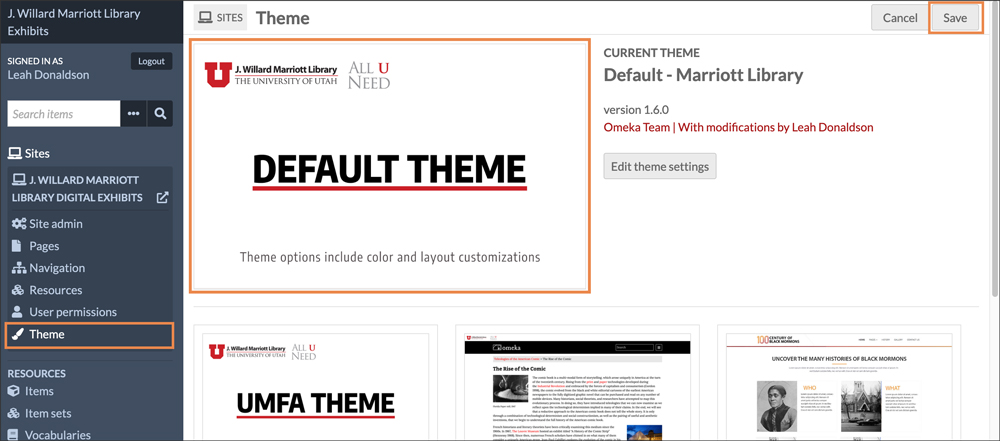 J. Willard Marriott Library
Exhibits
SIGNED IN AS
Leah Donaldson
Logout
Search items
Sites
J. WILLARD MARRIOTT
LIBRARY DIGITAL EXHIBITS
Site admin
Pages
Navigation
Resources
User permissions
Theme
RESOURCES
Items
Item sets
Vocabularies
SITES Theme
Cancel
Save
J. Willard Marriott Library
THE UNIVERSITY OF UTAH
ALL U
NEED
DEFAULT THEME
Theme options include color and layout customizations
CURRENT THEME
Default - Marriott Library
version 1.6.0
Omeka Team | With modifications by Leah Donaldson
Edit theme settings
J. Willard Marriott Library
THE UNIVERSITY OF UTAH
ALL U
NEED
UMFA THEME
omeka
The Rise of the Comic
100 CENTURY OF
BLACK MORMONS
UNCOVER THE MANY HISTORIES OF BLACK MORMONS
WHO
WHAT